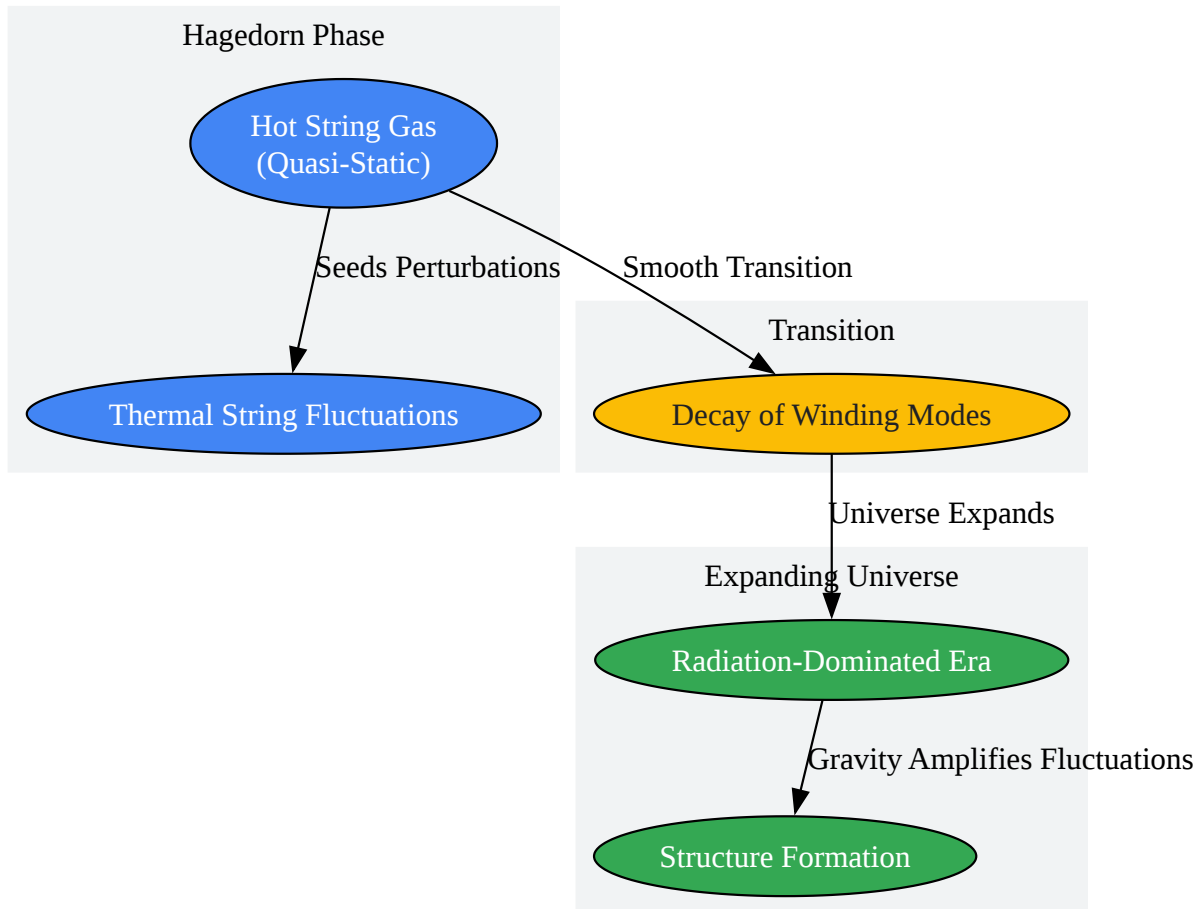 Hagedorn Phase
Hot String Gas
(Quasi-Static)
Seeds Perturbations
Smooth Transition
Transition
Thermal String Fluctuations
Decay of Winding Modes
Universe Expands
Expanding Universe
Radiation-Dominated Era
Gravity Amplifies Fluctuations
Structure Formation